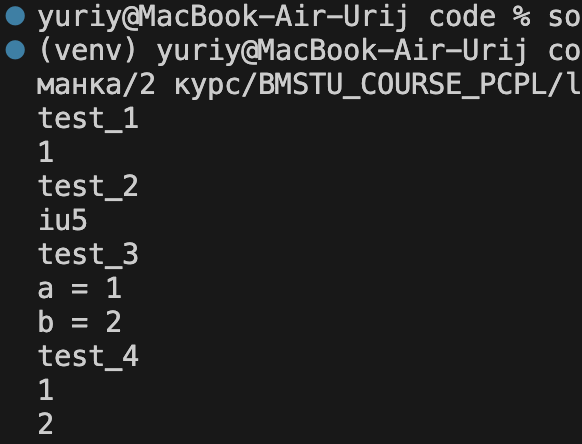 yuriy@MacBook-Air-Urij code % so
(venv) yuriy@MacBook-Air-Urij co
манка/2 курс/BMSTU_COURSE_PCPL/l
test_1
1
test_2
iu5
test_3
a = 1
b = 2
test_4
1
2